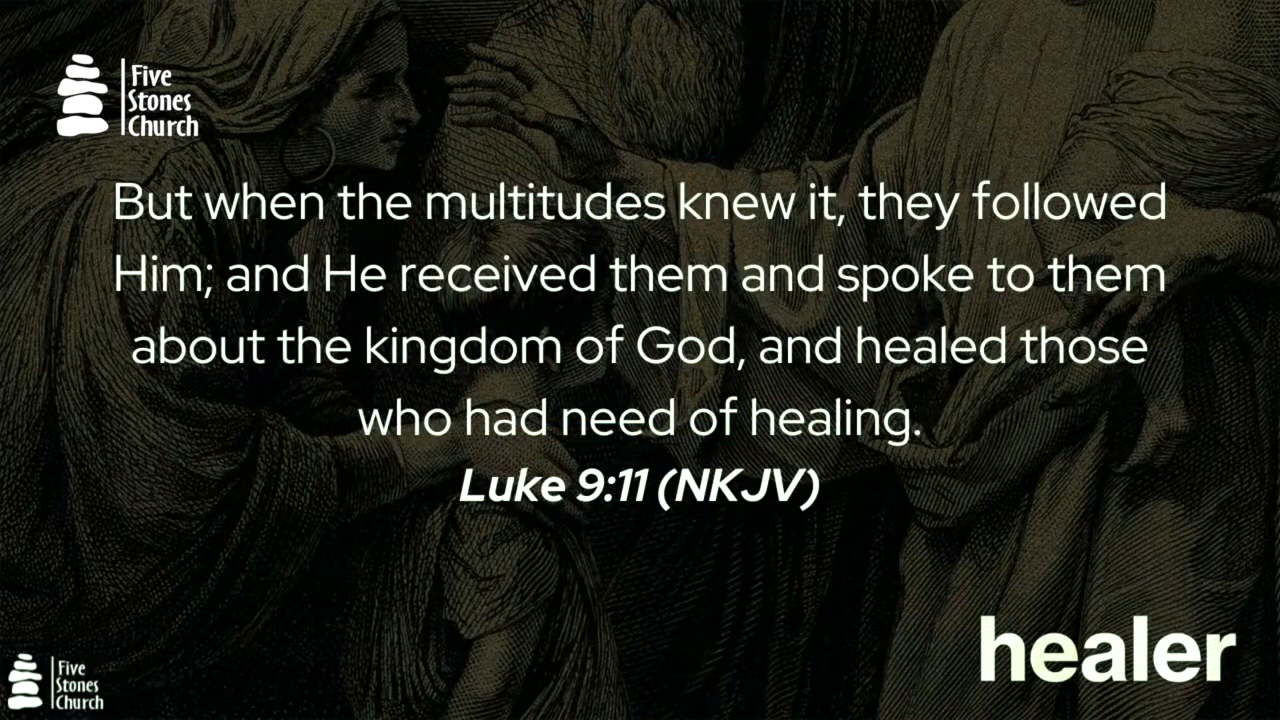 Five
Stones
Church
But when the multitudes knew it, they followed
Him; and He received them and spoke to them
about the kingdom of God, and healed those
who had need of healing.
Luke 9:11 (NKJV)
healer
Five
Stones
Church